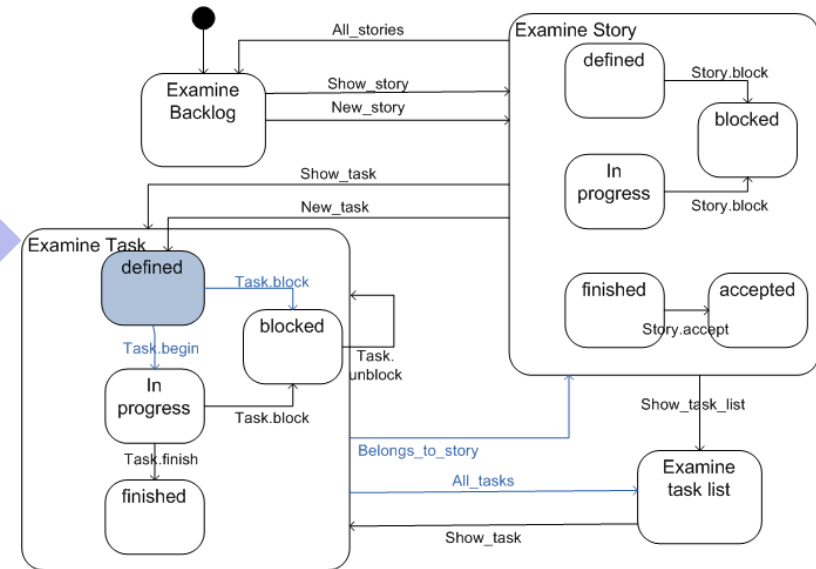 All_stories
Examine Story
defined
Story.block
Examine
Backlog
Show_story
New_story
blocked
In
progress
Story.block
Show_task
New_task
Examine Task
defined
Task.block
finished
accepted
Story.accept
blocked
Task.
unblock
Task.begin
In
progress
Task.block
Show_task_list
Belongs_to_story
Task.finish
Examine
task list
All_tasks
finished
Show_task